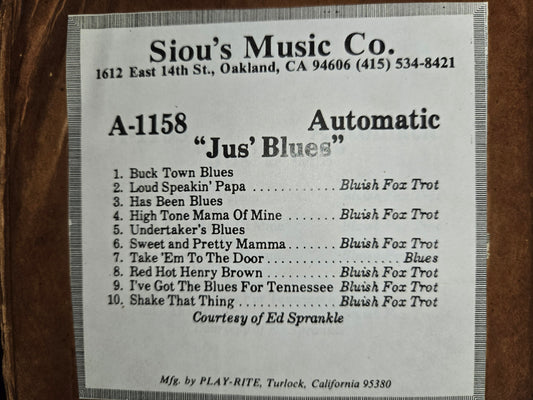 Siou's Music Co.
1612 East 14th St., Oakland, CA 94606 (415) 534-8421
A-1158 Automatic
"Jus' Blues"
1. Buck Town Blues
2. Loud Speakin' Papa ............ Bluish Fox Trot
3. Has Been Blues
4. High Tone Mama Of Mine ....... Bluish Fox Trot
5. Undertaker's Blues
6. Sweet and Pretty Mamma ....... Bluish Fox Trot
7. Take 'Em To The Door .................... Blues
8. Red Hot Henry Brown .......... Bluish Fox Trot
9. I've Got The Blues For Tennessee Bluish Fox Trot
10. Shake That Thing .............. Bluish Fox Trot
Courtesy of Ed Sprankle
Mfg. by PLAY-RITE, Turlock, California 95380